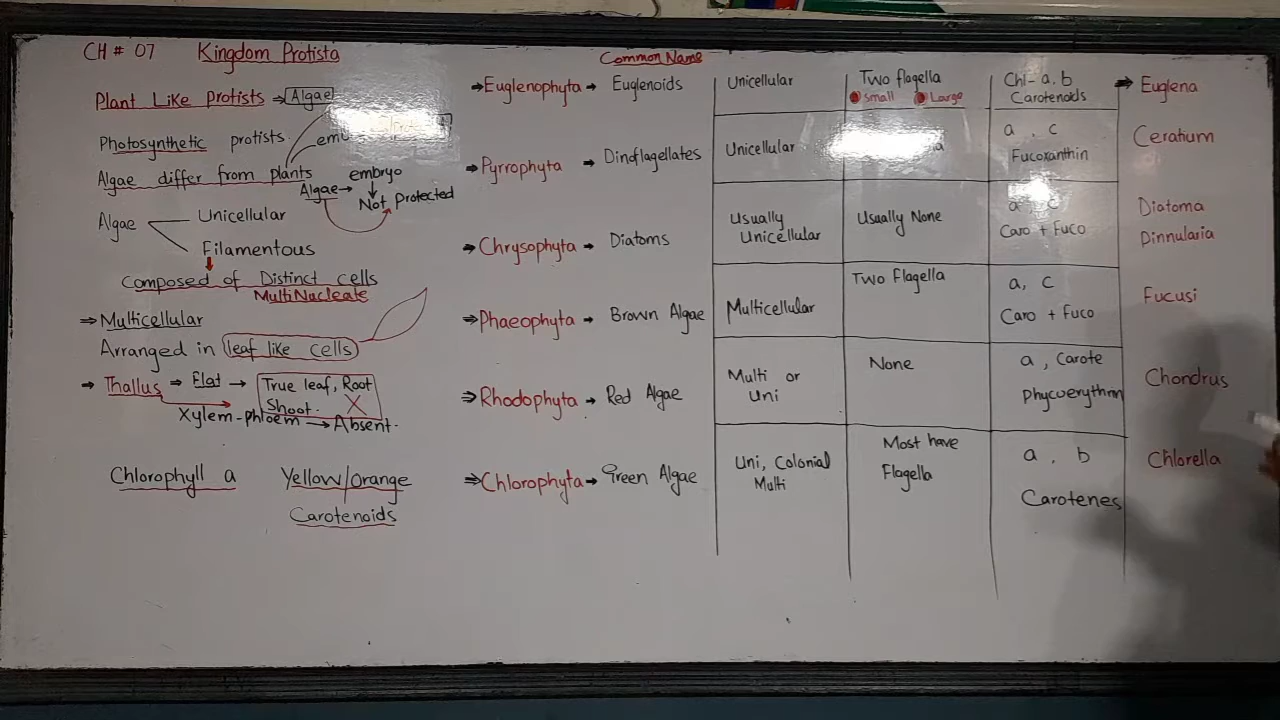 CH # 07 Kingdom Protista
Plant Like Protists ⇒ Algae
Photosynthetic protists
Algae differ from plants
embryo
Algae → Not Protected
Algae
Unicellular
Filamentous
Composed of Distinct cells
MultiNucleate
⇒ Multicellular
Arranged in leaf like cells
→ Thallus ⇒ Flat → True leaf, Root
Shoot. X
Xylem-phloem → Absent.
Chlorophyll a Yellow/Orange
Carotenoids
Common Name
⇒ Euglenophyta → Euglenoids Unicellular Two flagella Chl-a, b → Euglena
Small Large Carotenoids
⇒ Pyrrophyta → Dinoflagellates Unicellular a, c Ceratium
Fucoxanthin
⇒ Chrysophyta → Diatoms Usually Usually None a, c Diatoma
Unicellular Caro + Fuco Pinnularia
⇒ Phaeophyta → Brown Algae Multicellular Two Flagella a, c Fucusi
Caro + Fuco
⇒ Rhodophyta → Red Algae Multi or None a, Carote Chondrus
Uni phycoerythrin
⇒ Chlorophyta → Green Algae Uni, Colonial Most have a, b Chlorella
Multi Flagella Carotenes